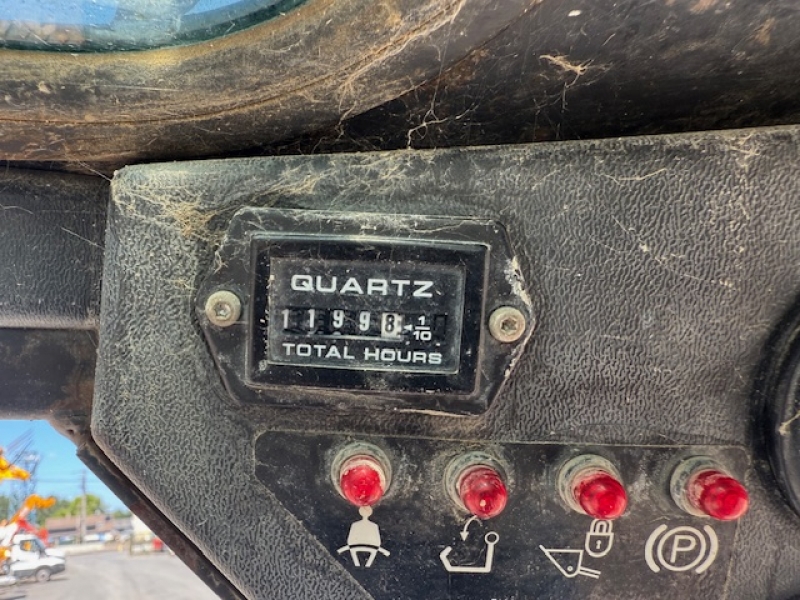 QUARTZ
11998 1/10
TOTAL HOURS
P